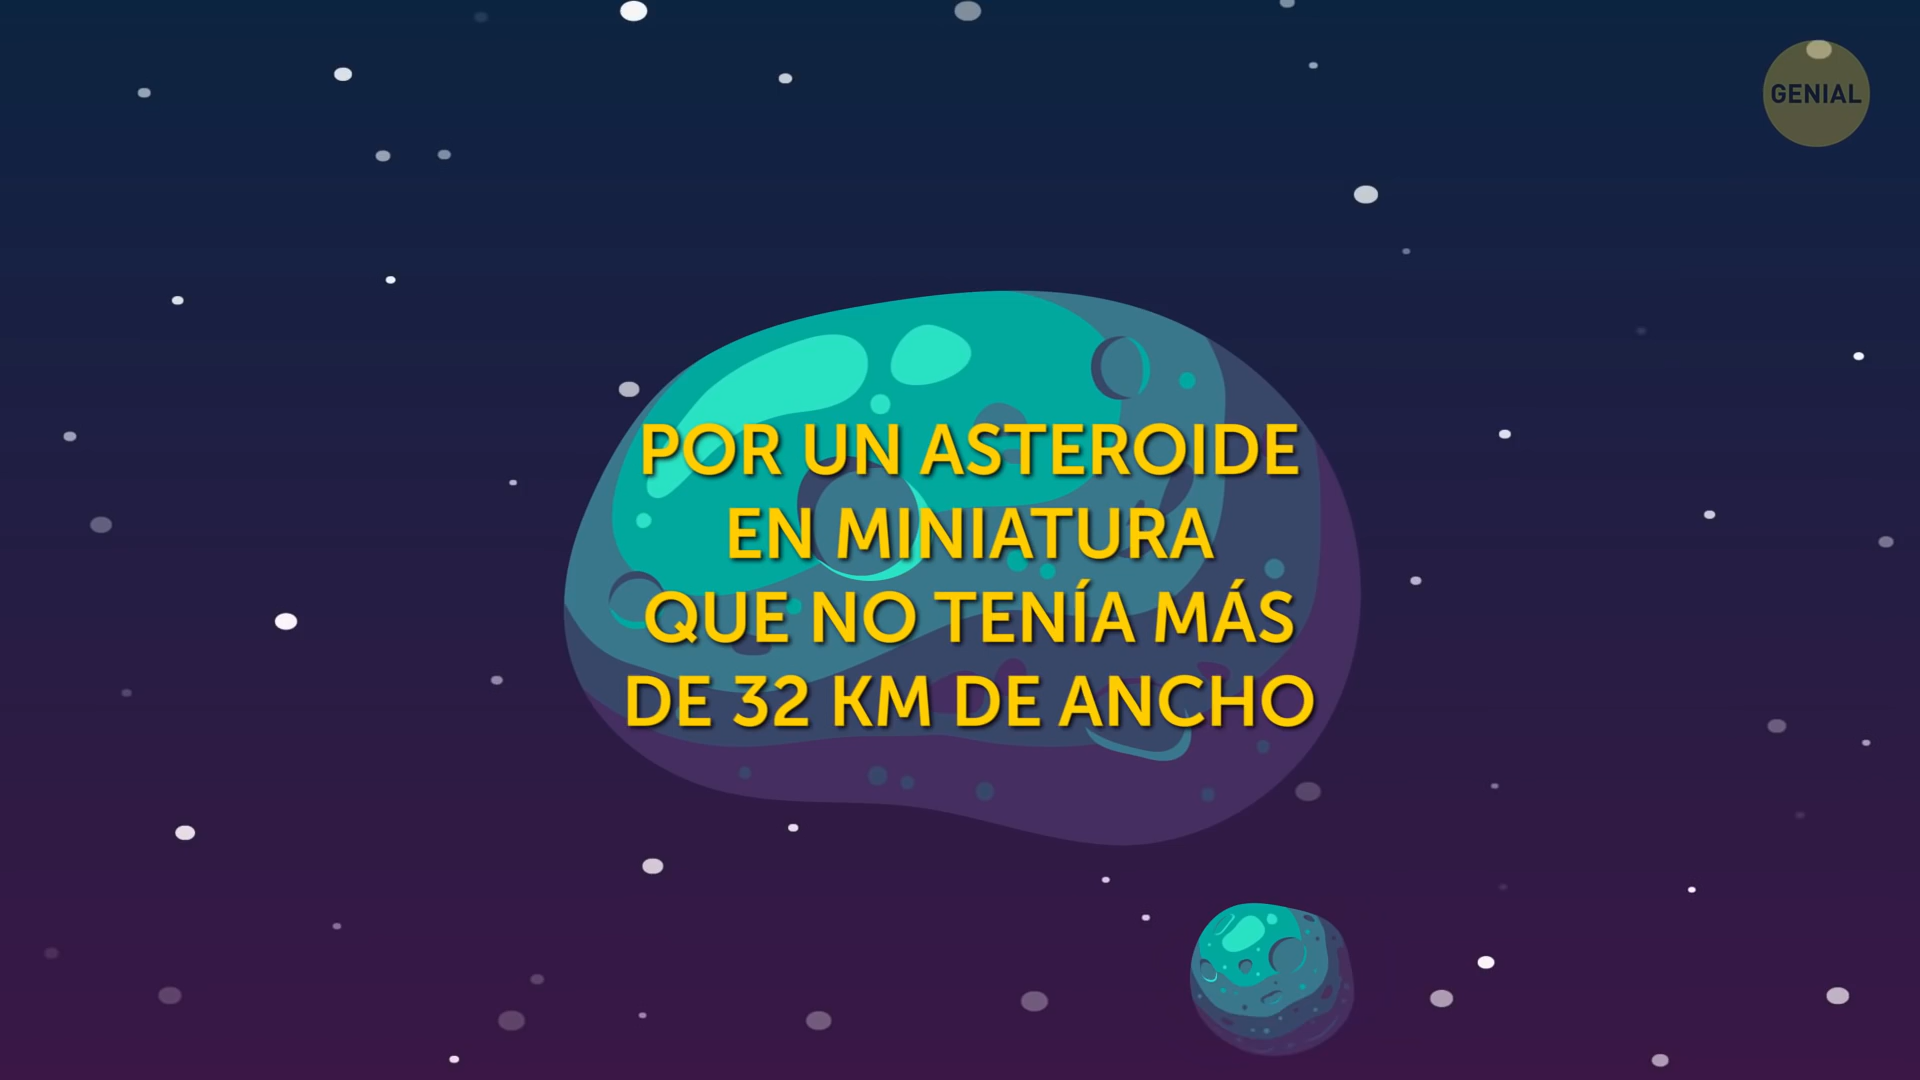 GENIAL
POR UN ASTEROIDE
EN MINIATURA
QUE NO TENÍA MÁS
DE 32 KM DE ANCHO